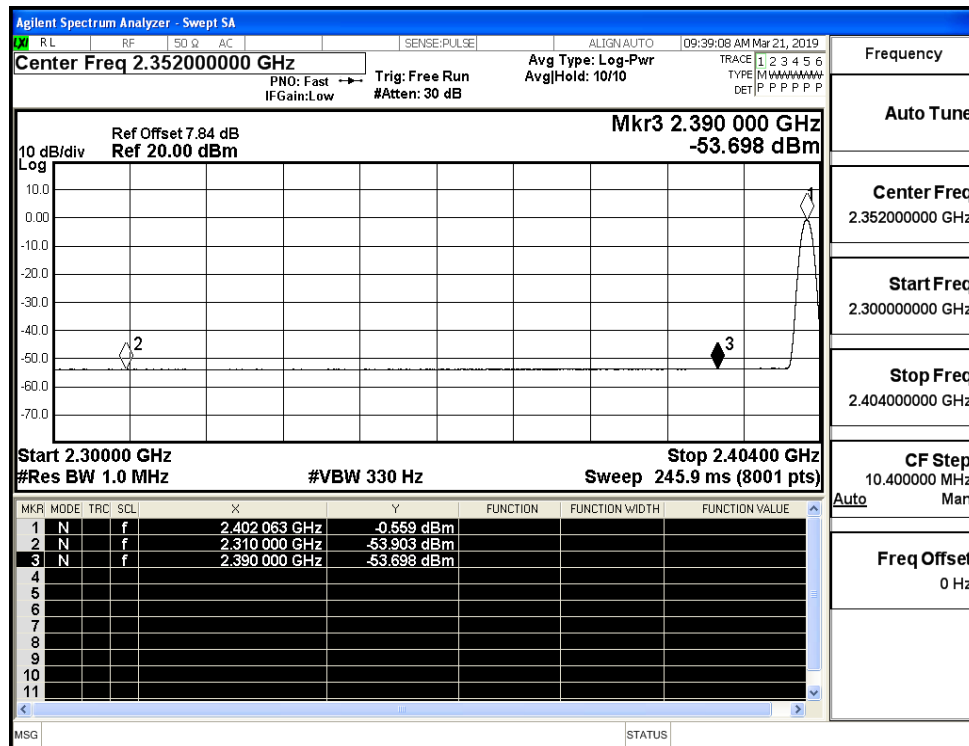 Agilent Spectrum Analyzer - Swept SA
LXI RL RF 50 Ω AC SENSE:PULSE ALIGN AUTO 09:39:08 AM Mar 21, 2019
Center Freq 2.352000000 GHz
PNO: Fast
IFGain:Low
Trig: Free Run
#Atten: 30 dB
Avg Type: Log-Pwr
Avg|Hold: 10/10
TRACE 1 2 3 4 5 6
TYPE M WWWWW
DET P P P P P P
Ref Offset 7.84 dB
10 dB/div Ref 20.00 dBm
Log
Mkr3 2.390 000 GHz
-53.698 dBm
10.0
0.00
-10.0
-20.0
-30.0
-40.0
-50.0
-60.0
-70.0
1
2
3
Start 2.30000 GHz Stop 2.40400 GHz
#Res BW 1.0 MHz #VBW 330 Hz Sweep 245.9 ms (8001 pts)
MKR MODE TRC SCL X Y FUNCTION FUNCTION WIDTH FUNCTION VALUE
1 N f 2.402 063 GHz -0.559 dBm
2 N f 2.310 000 GHz -53.903 dBm
3 N f 2.390 000 GHz -53.698 dBm
4
5
6
7
8
9
10
11
MSG STATUS
Frequency
Auto Tune
Center Freq
2.352000000 GHz
Start Freq
2.300000000 GHz
Stop Freq
2.404000000 GHz
CF Step
10.400000 MHz
Auto Man
Freq Offset
0 Hz